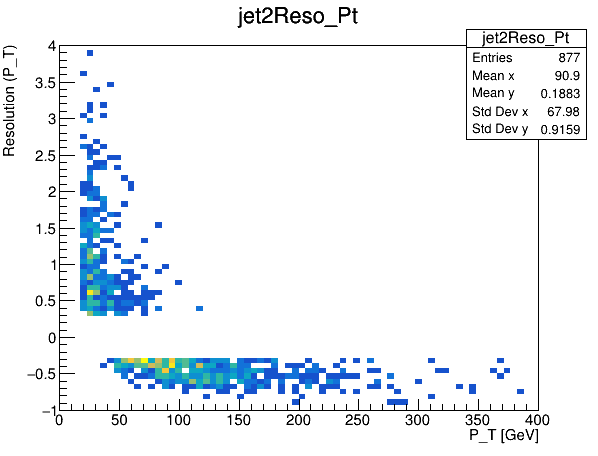 jet2Reso_Pt
jet2Reso_Pt
Entries 877
Mean x 90.9
Mean y 0.1883
Std Dev x 67.98
Std Dev y 0.9159
Resolution (P_T)
4
3.5
3
2.5
2
1.5
1
0.5
0
−0.5
−1
0 50 100 150 200 250 300 350 400
P_T [GeV]